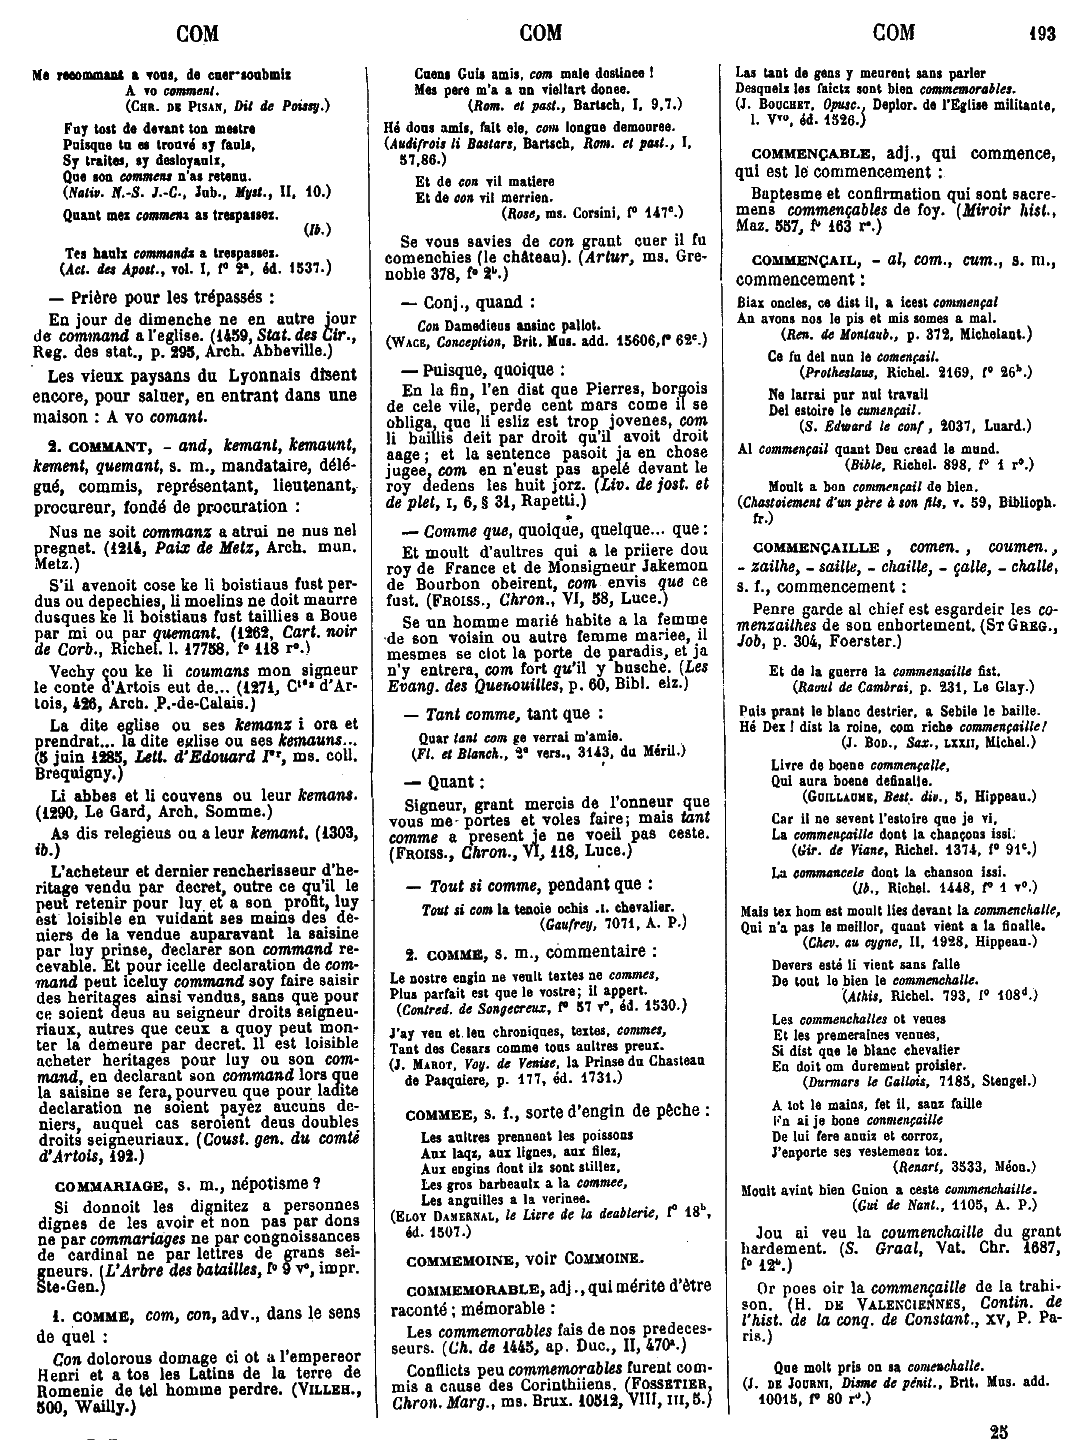 COM
COM
COM
193
Me recommant a vous, de cuer soubmis
A vo comment.
(CHR. DE PISAN, Dit de Poissy.)
Fuy tost de devant ton mestre
Puisque tu es trouvé sy fauls,
Sy traites, sy desloyaulx,
Que son commens n'as retenu.
(Nativ. N.-S. J.-C., Jub., Myst., II, 10.)
Quant mez commens as trespassez.
(Ib.)
Tes haulx commands a trespassez.
(Act. des Apost., vol. I, f° 2ª, éd. 1537.)
— Prière pour les trépassés :
En jour de dimenche ne en autre jour
de command a l'eglise. (1459, Stat. des Cir.,
Reg. des stat., p. 295, Arch. Abbeville.)
Les vieux paysans du Lyonnais disent
encore, pour saluer, en entrant dans une
maison : A vo comant.
2. COMMANT, - and, kemant, kemaunt,
kement, quemant, s. m., mandataire, délé-
gué, commis, représentant, lieutenant,
procureur, fondé de procuration :
Nus ne soit commanz a atrui ne nus nel
pregnet. (1214, Paix de Metz, Arch. mun.
Metz.)
S'il avenoit cose ke li boistiaus fust per-
dus ou depechies, li moelins ne doit maurre
dusques ke li boistiaus fust taillies a Boue
par mi ou par quemant. (1262, Cart. noir
de Corb., Richel. l. 17758, f° 118 r°.)
Vechy çou ke li coumans mon signeur
le conte d'Artois eut de... (1271, Ctes d'Ar-
tois, 426, Arch. P.-de-Calais.)
La dite eglise ou ses kemanz i ora et
prendrat... la dite eglise ou ses kemauns...
(5 juin 1285, Lett. d'Edouard Ier, ms. coll.
Brequigny.)
Li abbes et li couvens ou leur kemans.
(1290, Le Gard, Arch. Somme.)
As dis relegieus ou a leur kemant. (1303,
ib.)
L'acheteur et dernier rencherisseur d'he-
ritage vendu par decret, outre ce qu'il le
peut retenir pour luy et a son profit, luy
est loisible en vuidant ses mains des de-
niers de la vendue auparavant la saisine
par luy prinse, declarer son command re-
cevable. Et pour icelle declaration de com-
mand peut iceluy command soy faire saisir
des heritages ainsi vendus, sans que pour
ce soient deus au seigneur droits seigneu-
riaux, autres que ceux a quoy peut mon-
ter la demeure par decret. Il est loisible
acheter heritages pour luy ou son com-
mand, en declarant son command lors que
la saisine se fera, pourveu que pour ladite
declaration ne soient payez aucuns de-
niers, auquel cas seroient deus doubles
droits seigneuriaux. (Coust. gen. du comté
d'Artois, 192.)
COMMARIAGE, s. m., népotisme ?
Si donnoit les dignitez a personnes
dignes de les avoir et non pas par dons
ne par commariages ne par congnoissances
de cardinal ne par lettres de grans sei-
gneurs. (L'Arbre des batailles, f° 9 v°, impr.
Ste-Gen.)
1. COMME, com, con, adv., dans le sens
de quel :
Con dolorous domage ci ot a l'empereor
Henri et a tos les Latins de la terre de
Romenie de tel homme perdre. (VILLEH.,
500, Wailly.)
Cuens Guis amis, com male destinee !
Mes pere m'a a un viellart donee.
(Rom. et past., Bartsch, I, 9,7.)
Hé dous amis, fait ele, com longue demouree.
(Audifrois li Bastars, Bartsch, Rom. et past., I,
57,86.)
Et de con vil matiere
Et de con vil merrien.
(Rose, ms. Corsini, f° 147c.)
Se vous savies de con grant cuer il fu
comenchies (le château). (Artur, ms. Gre-
noble 378, f° 2b.)
— Conj., quand :
Con Damedieus ansinc pallot.
(WACE, Conception, Brit. Mus. add. 15606, f° 62c.)
— Puisque, quoique :
En la fin, l'en dist que Pierres, borgois
de cele vile, perde cent mars come il se
obliga, que li esliz est trop jovenes, com
li baillis deit par droit qu'il avoit droit
aage ; et la sentence pasoit ja en chose
jugee, com en n'eust pas apelé devant le
roy dedens les huit jorz. (Liv. de jost. et
de plet, I, 6, § 31, Rapetti.)
— Comme que, quoique, quelque... que :
Et moult d'aultres qui a le priiere dou
roy de France et de Monsigneur Jakemon
de Bourbon obeirent, com envis que ce
fust. (FROISS., Chron., VI, 58, Luce.)
Se un homme marié habite a la femme
de son voisin ou autre femme mariee, il
mesmes se clot la porte de paradis, et ja
n'y entrera, com fort qu'il y busche. (Les
Evang. des Quenouilles, p. 60, Bibl. elz.)
— Tant comme, tant que :
Quar tant com ge verrai m'amie.
(Fl. et Blanch., 2e vers., 3143, du Méril.)
— Quant :
Signeur, grant mercis de l'onneur que
vous me portes et voles faire ; mais tant
comme a present je ne voeil pas ceste.
(FROISS., Chron., VI, 118, Luce.)
— Tout si comme, pendant que :
Tout si com la tenoie ochis .I. chevalier.
(Gaufrey, 7071, A. P.)
2. COMME, s. m., commentaire :
Le nostre engin ne veult textes ne commes,
Plus parfait est que le vostre ; il appert.
(Contred. de Songecreux, f° 57 v°, éd. 1530.)
J'ay veu et leu chroniques, textes, commes,
Tant des Cesars comme tous aultres preux.
(J. MAROT, Voy. de Venise, la Prinse du Chasteau
de Pasquiere, p. 177, éd. 1731.)
COMMEE, s. f., sorte d'engin de pêche :
Les aultres prennent les poissons
Aux laqz, aux lignes, aux filez,
Aux engins dont ilz sont stillez,
Les gros barbeaulx a la commee,
Les anguilles a la verinee.
(ELOY DAMERNAL, le Livre de la deablerie, f° 18b,
éd. 1507.)
COMMEMOINE, voir COMMOINE.
COMMEMORABLE, adj., qui mérite d'être
raconté ; mémorable :
Les commemorables fais de nos predeces-
seurs. (Ch. de 1445, ap. Duc., II, 470ª.)
Conflicts peu commemorables furent com-
mis a cause des Corinthiiens. (FOSSETIER,
Chron. Marg., ms. Brux. 10512, VIII, III, 5.)
Las tant de gens y meurent sans parler
Desquelz les faictz sont bien commemorables.
(J. BOUCHET, Opusc., Deplor. de l'Eglise militante,
l. Vvo, éd. 1526.)
COMMENÇABLE, adj., qui commence,
qui est le commencement :
Baptesme et confirmation qui sont sacre-
mens commençables de foy. (Miroir hist.,
Maz. 557, f° 163 r°.)
COMMENÇAIL, - al, com., cum., s. m.,
commencement :
Biax oncles, ce dist il, a icest commençal
An avons nos le pis et mis somes a mal.
(Ren. de Montaub., p. 372, Michelant.)
Ce fu del nun le començail.
(Protheslaus, Richel. 2169, f° 26b.)
Ne larrai pur nul travail
Del estoire le cumençail.
(S. Edward le conf, 2037, Luard.)
Al commençail quant Deu cread le mund.
(Bible, Richel. 898, f° 1 r°.)
Moult a bon commençail de bien.
(Chastoiement d'un père à son fils, v. 59, Biblioph.
fr.)
COMMENÇAILLE, comen., coumen.,
- zailhe, - saille, - chaille, - çalle, - challe,
s. f., commencement :
Penre garde al chief est esgardeir les co-
menzailhes de son enhortement. (ST GREG.,
Job, p. 304, Foerster.)
Et de la guerre la commensaille fist.
(Raoul de Cambrai, p. 231, Le Glay.)
Puis prant le blanc destrier, a Sebile le baille.
Hé Dex ! dist la roine, com riche commençaille !
(J. BOD., Sax., LXXII, Michel.)
Livre de boene commençalle,
Qui aura boene definalle.
(GUILLAUME, Best. div., 5, Hippeau.)
Car il ne sevent l'estoire que je vi,
La commençaille dont la chançons issi.
(Gir. de Viane, Richel. 1374, f° 91c.)
La commancele dont la chanson issi.
(Ib., Richel. 1448, f° 1 v°.)
Mais tex hom est moult lies devant la commenchalle,
Qui n'a pas le meillor, quant vient a la finalle.
(Chev. au cygne, II, 1928, Hippeau.)
Devers esté li vient sans falle
De tout le bien le commenchalle.
(Athis, Richel. 793, f° 108d.)
Les commenchalles ot veues
Et les premeraines venues,
Si dist que le blanc chevalier
En doit om durement proisier.
(Durmars le Gallois, 7185, Stengel.)
A tot le mains, fet il, sanz faille
En ai je bone conmençaille
De lui fere anuiz et corroz,
J'enporte ses vestemenz toz.
(Renart, 3533, Méon.)
Moult avint bien Guion a ceste commenchaille.
(Gui de Nant., 1105, A. P.)
Jou ai veu la coumenchaille du grant
hardement. (S. Graal, Vat. Chr. 1687,
f° 12b.)
Or poes oir la commençaille de la trahi-
son. (H. DE VALENCIENNES, Contin. de
l'hist. de la conq. de Constant., XV, P. Pa-
ris.)
Que molt pris on sa comenchalle.
(J. DE JOURNI, Disme de pénit., Brit. Mus. add.
10015, f° 80 r°.)
25